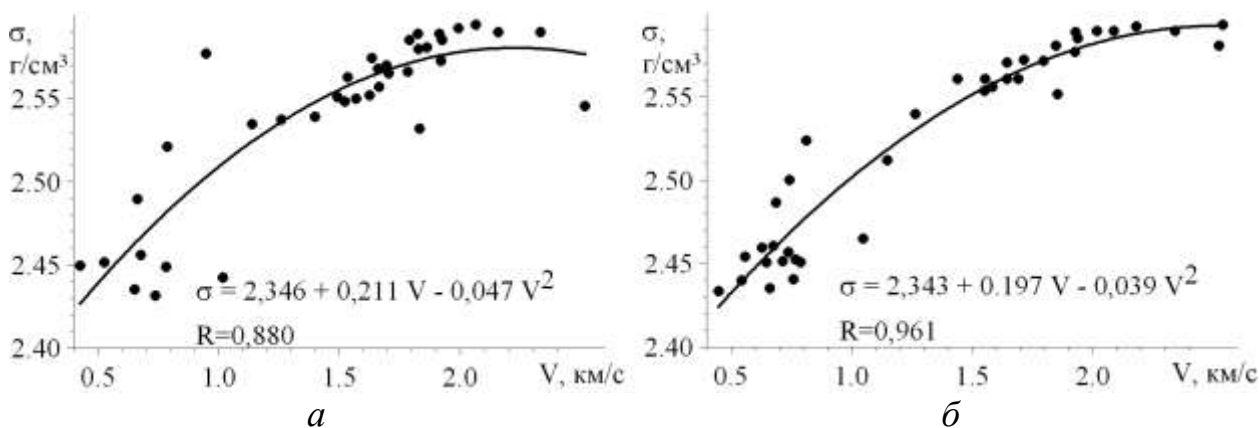 σ,
г/см³
2.55
2.50
2.45
2.40
σ = 2,346 + 0,211 V - 0,047 V²
R=0,880
0.5 1.0 1.5 2.0 V, км/с
а
σ,
г/см³
2.55
2.50
2.45
2.40
σ = 2,343 + 0.197 V - 0,039 V²
R=0,961
0.5 1.0 1.5 2.0 V, км/с
б